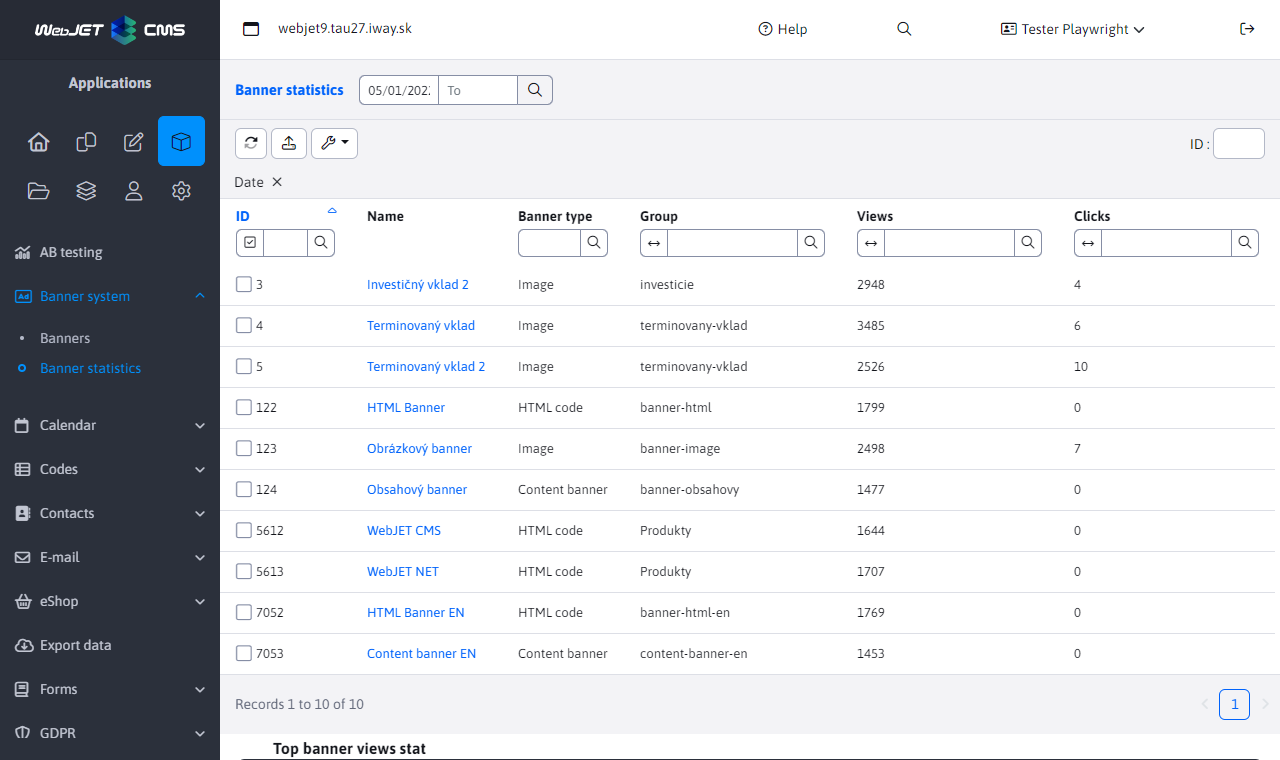 WebJET CMS
webjet9.tau27.iway.sk
Help
Tester Playwright
Applications
Banner statistics
05/01/202
To
ID :
Date
AB testing
Banner system
Banners
Banner statistics
Calendar
Codes
Contacts
E-mail
eShop
Export data
Forms
GDPR
ID Name Banner type Group Views Clicks
3 Investičný vklad 2 Image investicie 2948 4
4 Terminovaný vklad Image terminovany-vklad 3485 6
5 Terminovaný vklad 2 Image terminovany-vklad 2526 10
122 HTML Banner HTML code banner-html 1799 0
123 Obrázkový banner Image banner-image 2498 7
124 Obsahový banner Content banner banner-obsahovy 1477 0
5612 WebJET CMS HTML code Produkty 1644 0
5613 WebJET NET HTML code Produkty 1707 0
7052 HTML Banner EN HTML code banner-html-en 1769 0
7053 Content banner EN Content banner content-banner-en 1453 0
Records 1 to 10 of 10
1
Top banner views stat